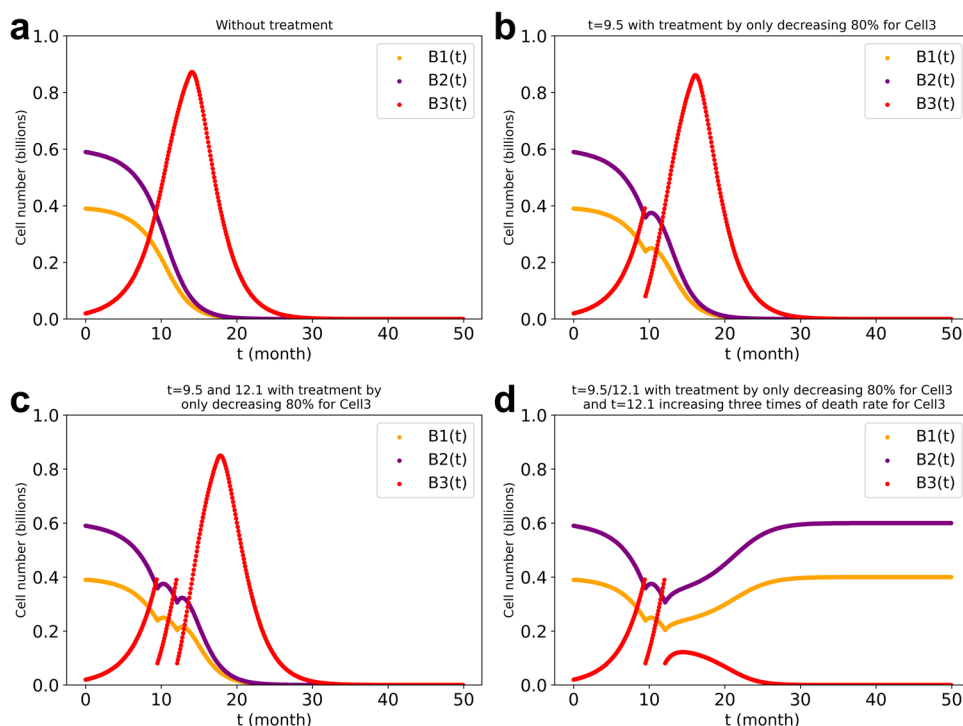 a
Without treatment
Cell number (billions)
1.0
0.8
0.6
0.4
0.2
0.0
0 10 20 30 40 50
t (month)
B1(t)
B2(t)
B3(t)
b
t=9.5 with treatment by only decreasing 80% for Cell3
Cell number (billions)
1.0
0.8
0.6
0.4
0.2
0.0
0 10 20 30 40 50
t (month)
B1(t)
B2(t)
B3(t)
c
t=9.5 and 12.1 with treatment by
only decreasing 80% for Cell3
Cell number (billions)
1.0
0.8
0.6
0.4
0.2
0.0
0 10 20 30 40 50
t (month)
B1(t)
B2(t)
B3(t)
d
t=9.5/12.1 with treatment by only decreasing 80% for Cell3
and t=12.1 increasing three times of death rate for Cell3
Cell number (billions)
1.0
0.8
0.6
0.4
0.2
0.0
0 10 20 30 40 50
t (month)
B1(t)
B2(t)
B3(t)